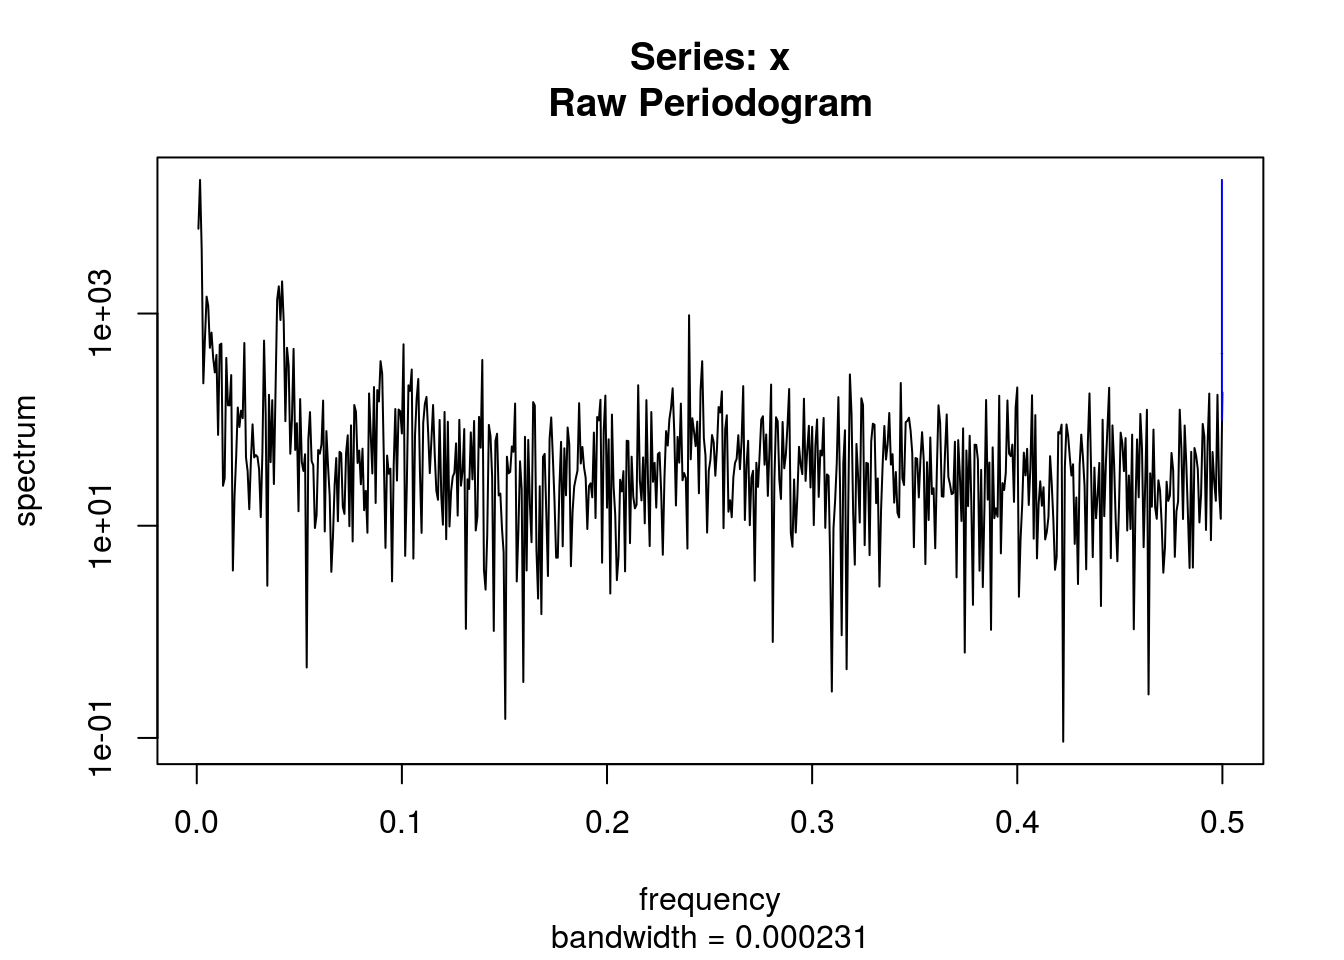 Series: x
Raw Periodogram
spectrum
1e+03
1e+01
1e-01
0.0 0.1 0.2 0.3 0.4 0.5
frequency
bandwidth = 0.000231